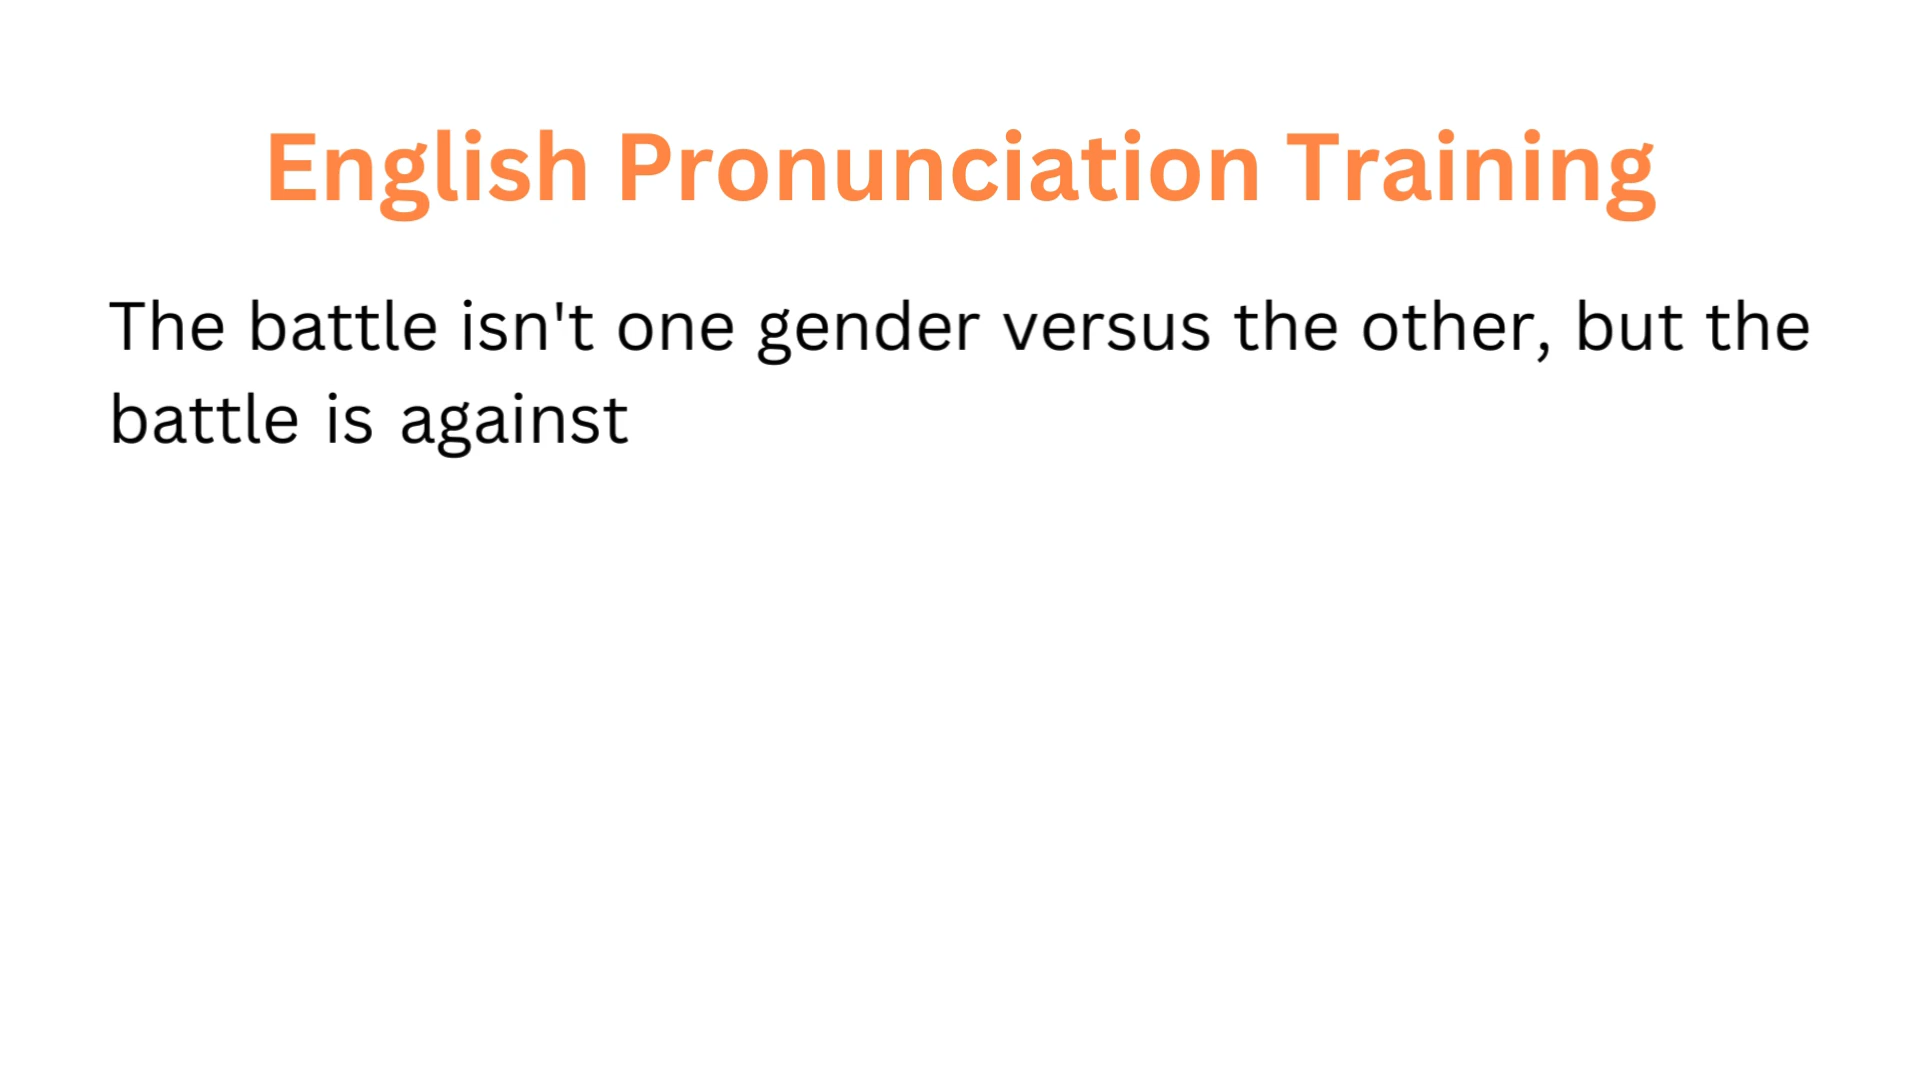 English Pronunciation Training
The battle isn't one gender versus the other, but the
battle is against